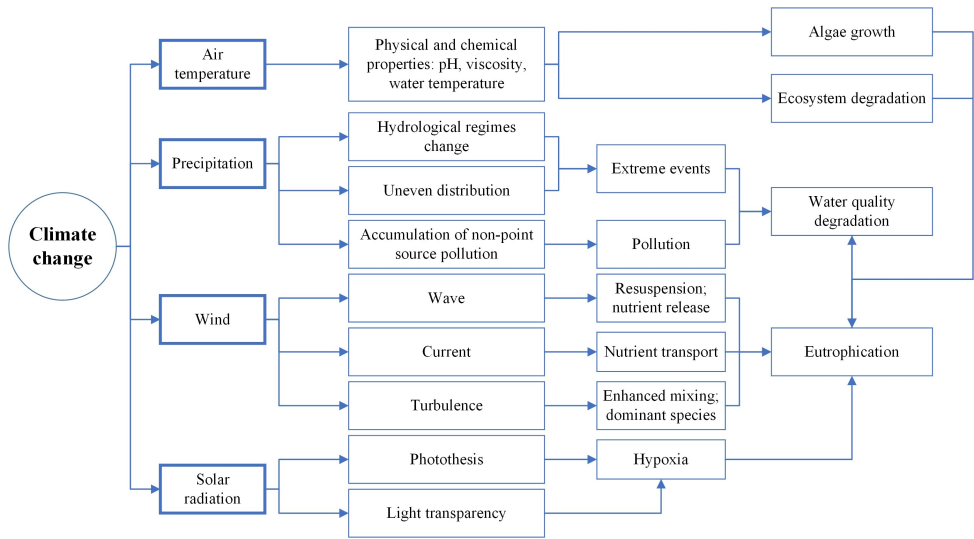 Climate
change
Air
temperature
Precipitation
Wind
Solar
radiation
Physical and chemical
properties: pH, viscosity,
water temperature
Hydrological regimes
change
Uneven distribution
Accumulation of non-point
source pollution
Wave
Current
Turbulence
Photothesis
Light transparency
Extreme events
Pollution
Resuspension;
nutrient release
Nutrient transport
Enhanced mixing;
dominant species
Hypoxia
Algae growth
Ecosystem degradation
Water quality
degradation
Eutrophication